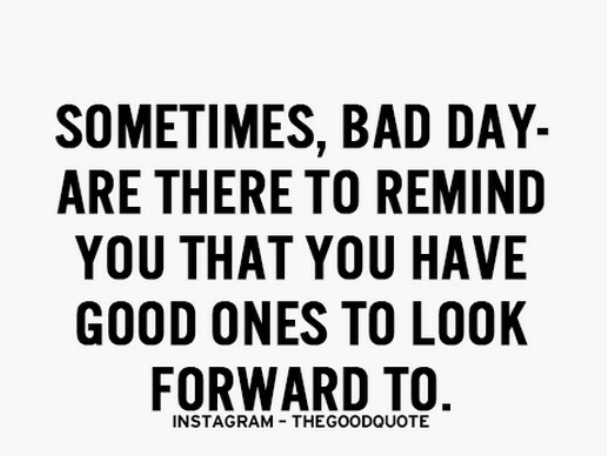 SOMETIMES, BAD DAY-
ARE THERE TO REMIND
YOU THAT YOU HAVE
GOOD ONES TO LOOK
FORWARD TO.
INSTAGRAM - THEGOODQUOTE